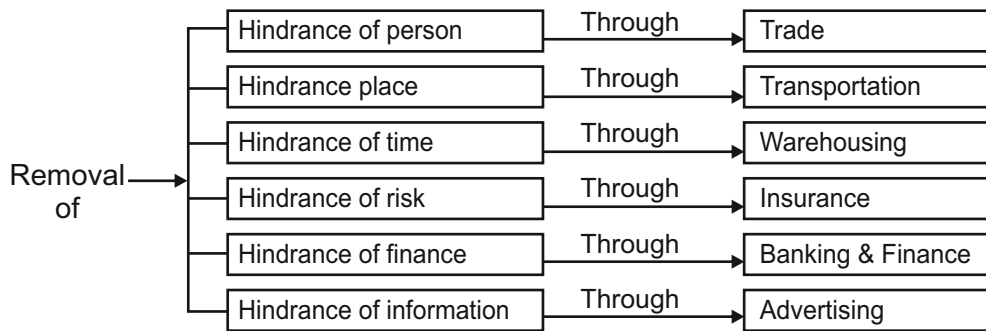 Hindrance of person Through Trade
Hindrance place Through Transportation
Hindrance of time Through Warehousing
Removal of
Hindrance of risk Through Insurance
Hindrance of finance Through Banking & Finance
Hindrance of information Through Advertising